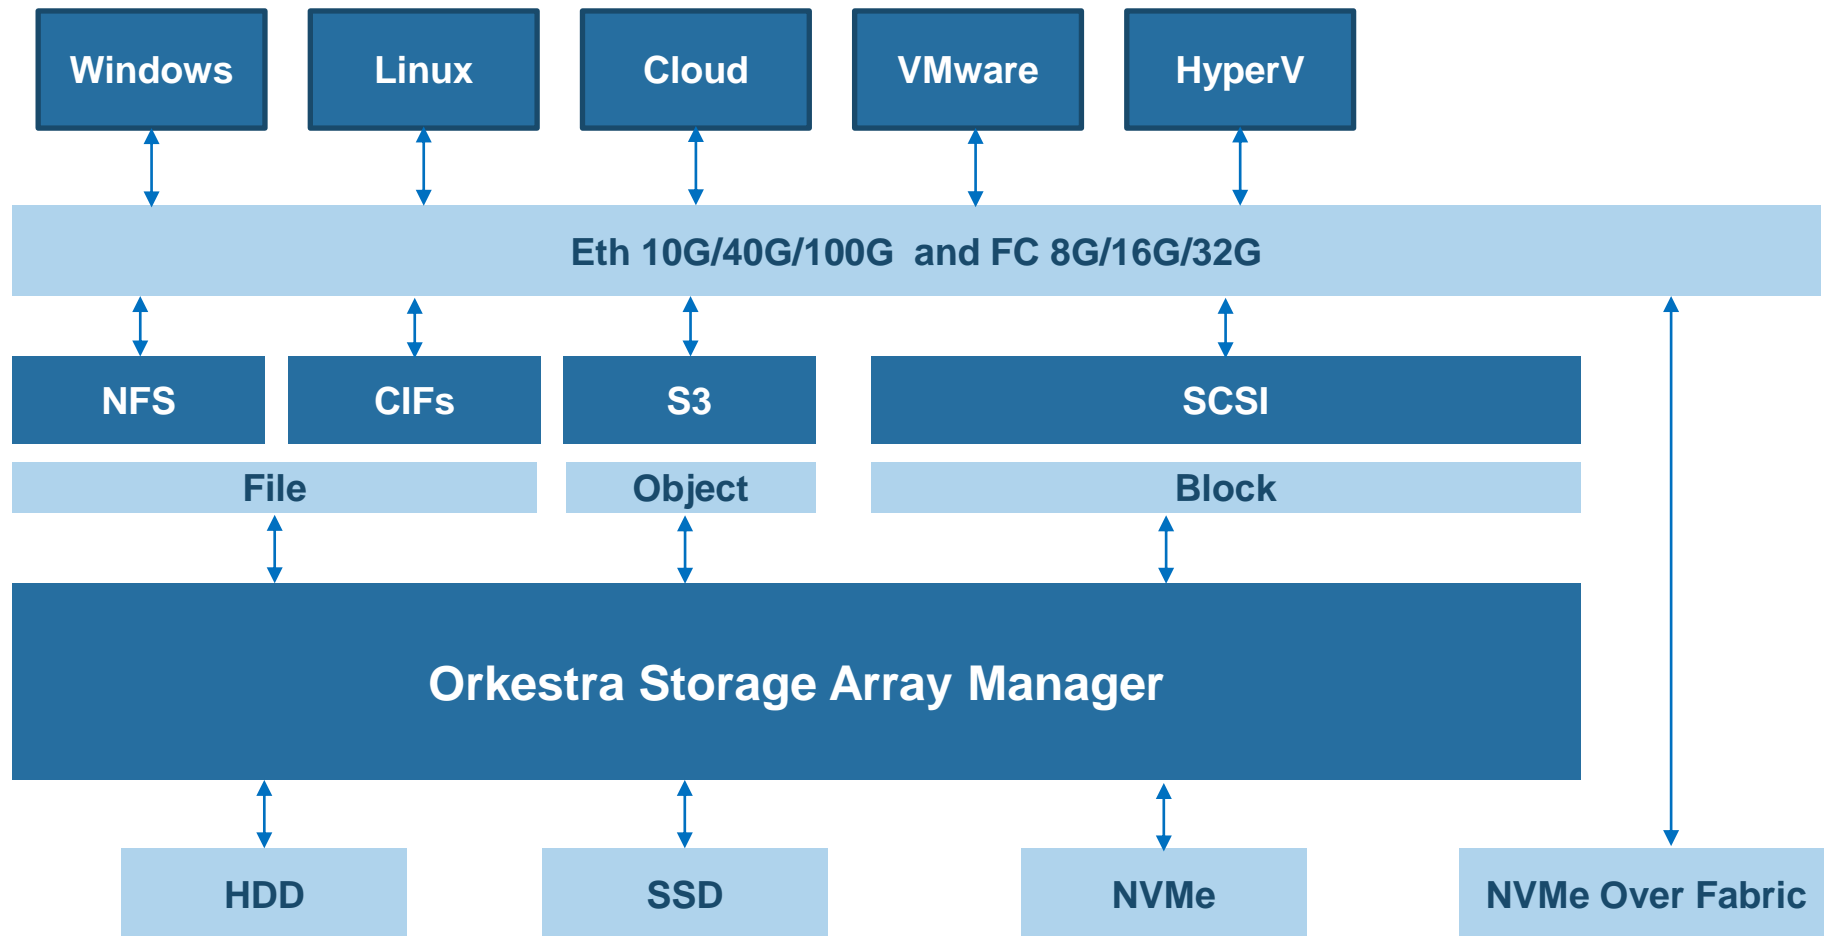 Windows
Linux
Cloud
VMware
HyperV
Eth 10G/40G/100G  and FC 8G/16G/32G
NFS
CIFs
S3
SCSI
File
Object
Block
Orkestra Storage Array Manager
HDD
SSD
NVMe
NVMe Over Fabric